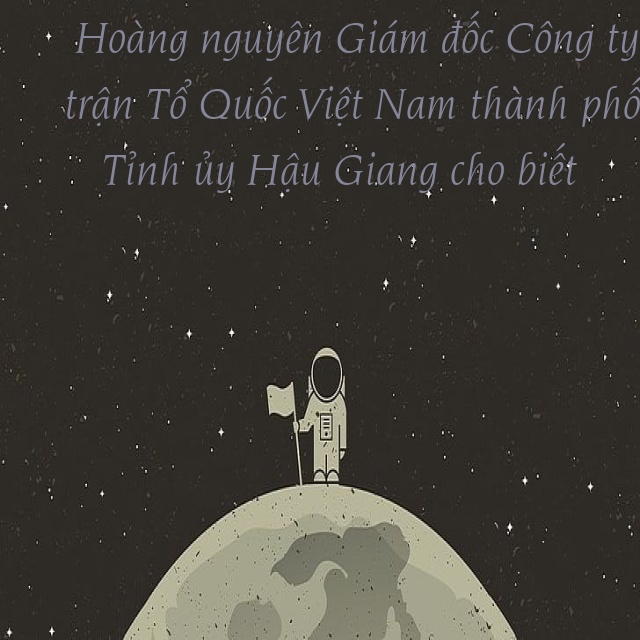 Hoàng nguyên Giám đốc Công ty
trận Tổ Quốc Việt Nam thành phố
Tỉnh ủy Hậu Giang cho biết